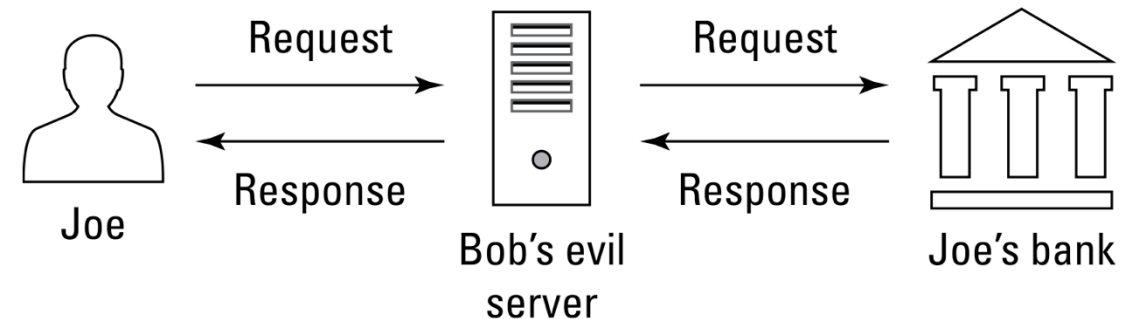 Request
Request
Response
Response
Joe
Bob's evil
server
Joe's bank